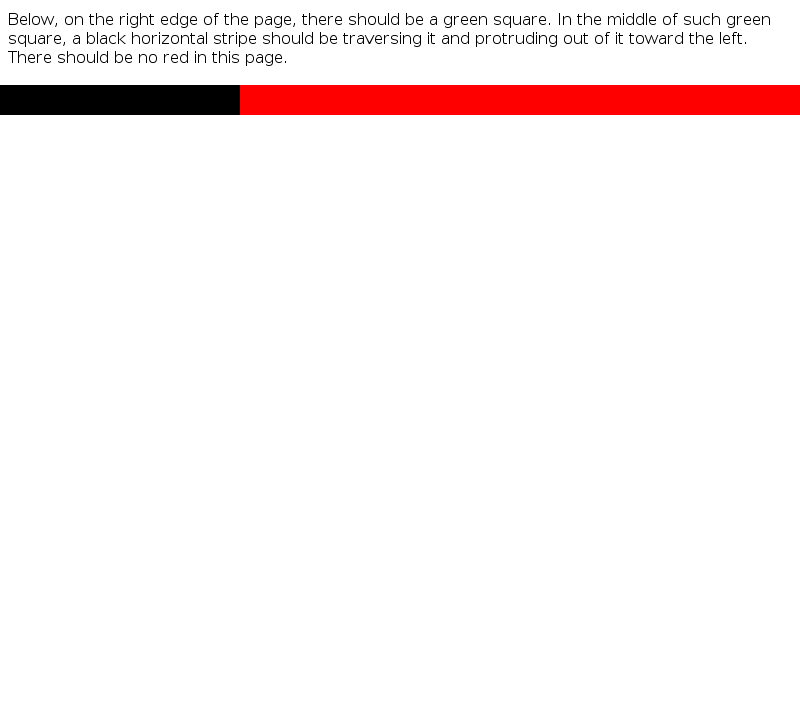 Below, on the right edge of the page, there should be a green square. In the middle of such green
square, a black horizontal stripe should be traversing it and protruding out of it toward the left.
There should be no red in this page.